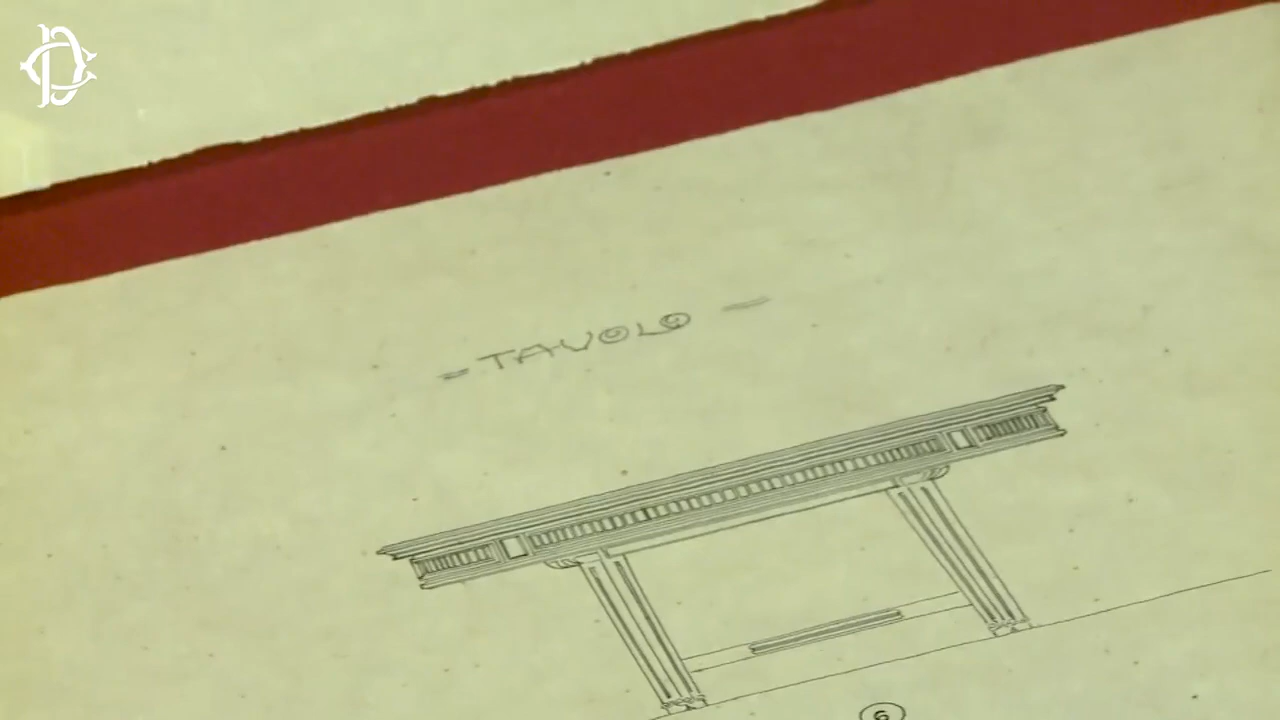 = TAVOLO =
6